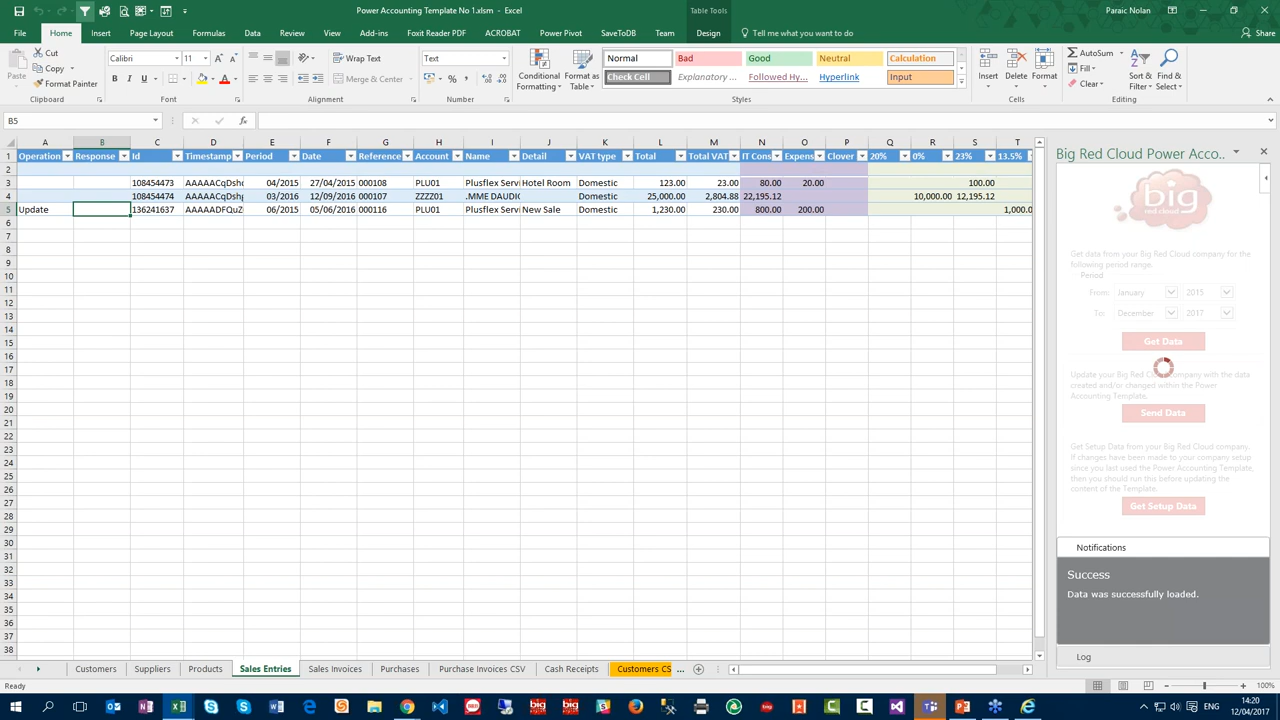 Power Accounting Template No 1.xlsm - Excel
Table Tools
Paraic Nolan
File
Home
Insert
Page Layout
Formulas
Data
Review
View
Add-ins
Foxit Reader PDF
ACROBAT
Power Pivot
SaveToDB
Team
Design
Tell me what you want to do
Share
Paste
Cut
Copy
Format Painter
Clipboard
Calibri
11
B I U
Font
Wrap Text
Merge & Center
Alignment
Text
%
Number
Conditional Formatting
Format as Table
Normal
Bad
Good
Neutral
Calculation
Check Cell
Explanatory ...
Followed Hy...
Hyperlink
Input
Styles
Insert
Delete
Format
Cells
AutoSum
Fill
Clear
Sort & Filter
Find & Select
Editing
B5
fx
A B C D E F G H I J K L M N O P Q R S T
1 Operation Response Id Timestamp Period Date Reference Account Name Detail VAT type Total Total VAT IT Cons Expens Clover 20% 0% 23% 13.5%
2
3 108454473 AAAAACqDsh 04/2015 27/04/2015 000108 PLU01 Plusflex Servi Hotel Room Domestic 123.00 23.00 80.00 20.00 100.00
4 108454474 AAAAACqDsh 03/2016 12/09/2016 000107 ZZZZ01 .MME DAUDI Domestic 25,000.00 2,804.88 22,195.12 10,000.00 12,195.12
5 Update 136241637 AAAAADFQuZ 06/2015 05/06/2016 000116 PLU01 Plusflex Servi New Sale Domestic 1,230.00 230.00 800.00 200.00 1,000.0
6
7
8
9
10
11
12
13
14
15
16
17
18
19
20
21
22
23
24
25
26
27
28
29
30
31
32
33
34
35
36
37
38
Big Red Cloud Power Acco...
big
red cloud
Get data from your Big Red Cloud company for the
following period range.
Period
From: January 2015
To: December 2017
Get Data
Update your Big Red Cloud company with the data
created and/or changed within the Power
Accounting Template.
Send Data
Get Setup Data from your Big Red Cloud company.
If changes have been made to your company setup
since you last used the Power Accounting Template,
then you should run this before updating the
content of the Template.
Get Setup Data
Notifications
Success
Data was successfully loaded.
Log
Customers
Suppliers
Products
Sales Entries
Sales Invoices
Purchases
Purchase Invoices CSV
Cash Receipts
Customers CS
...
Ready
100%
ENG
14:20
12/04/2017